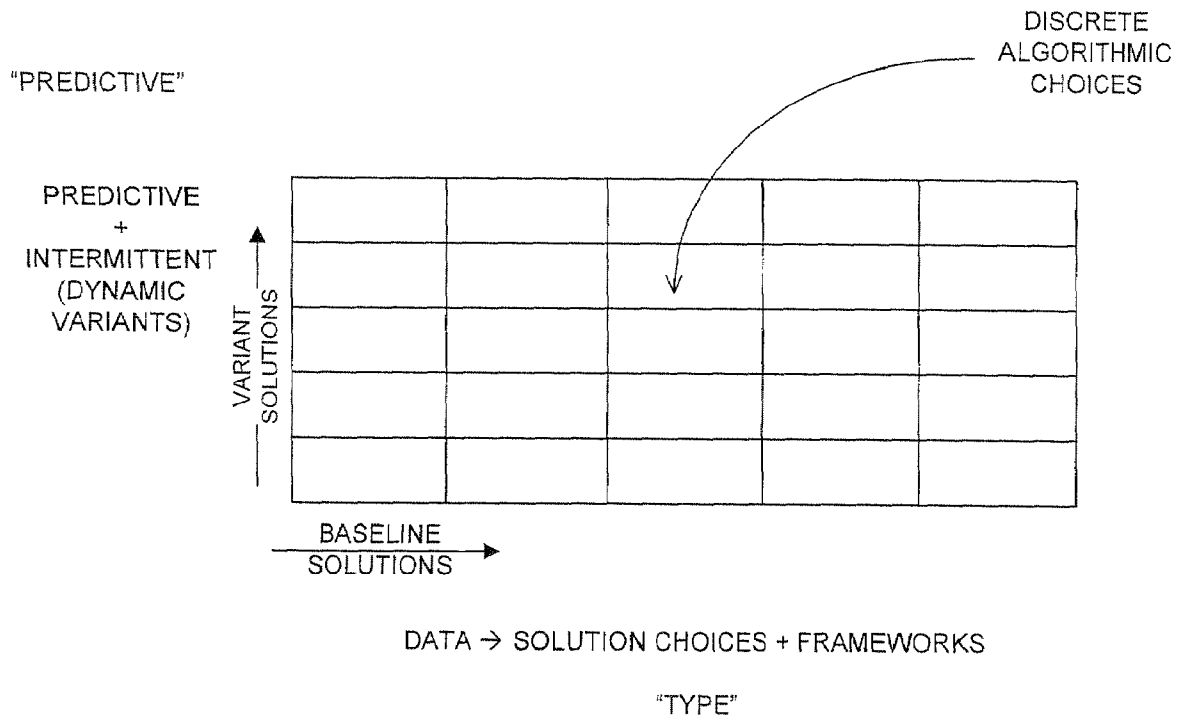 DISCRETE
ALGORITHMIC
CHOICES
"PREDICTIVE"
PREDICTIVE
+
INTERMITTENT
(DYNAMIC
VARIANTS)
VARIANT
SOLUTIONS
BASELINE
SOLUTIONS
DATA → SOLUTION CHOICES + FRAMEWORKS
"TYPE"